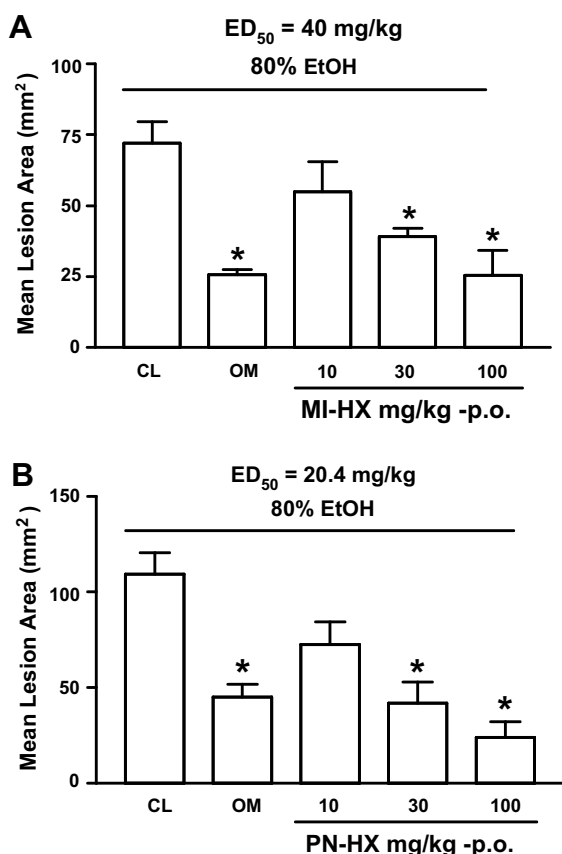 A
ED50 = 40 mg/kg
80% EtOH
Mean Lesion Area (mm2)
100
75
50
25
0
*
*
*
CL OM 10 30 100
MI-HX mg/kg -p.o.
B
ED50 = 20.4 mg/kg
80% EtOH
Mean Lesion Area (mm2)
150
100
50
0
*
*
*
CL OM 10 30 100
PN-HX mg/kg -p.o.